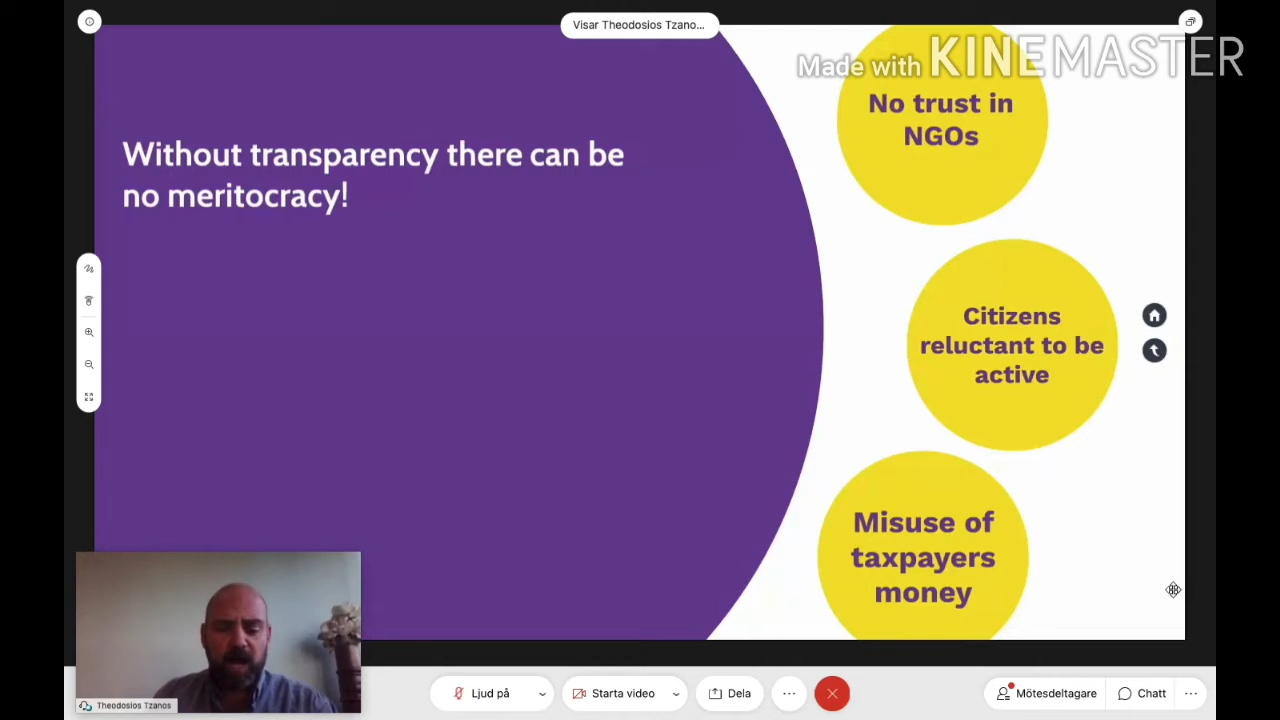 Visar Theodosios Tzano...
Made with KINEMASTER
Without transparency there can be
no meritocracy!
No trust in
NGOs
Citizens
reluctant to be
active
Misuse of
taxpayers
money
Theodosios Tzanos
Ljud på
Starta video
Dela
Mötesdeltagare
Chatt